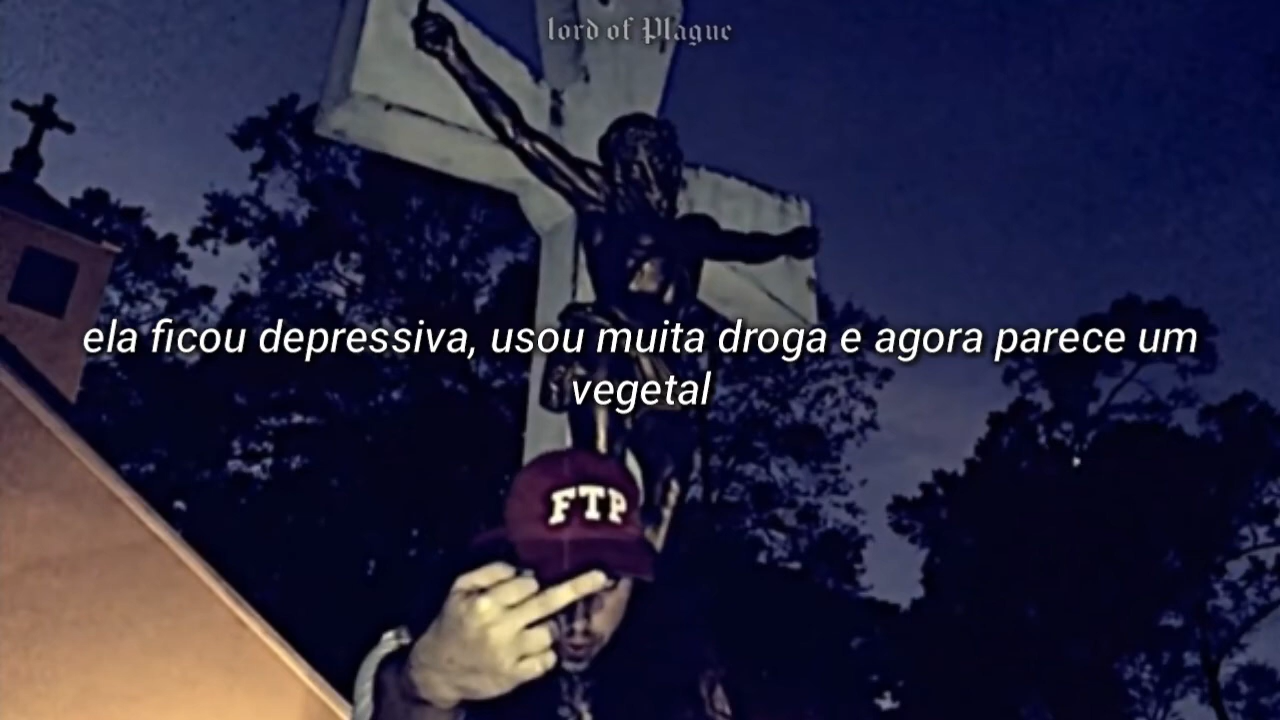 lord of Plague
ela ficou depressiva, usou muita droga e agora parece um
vegetal
FTP